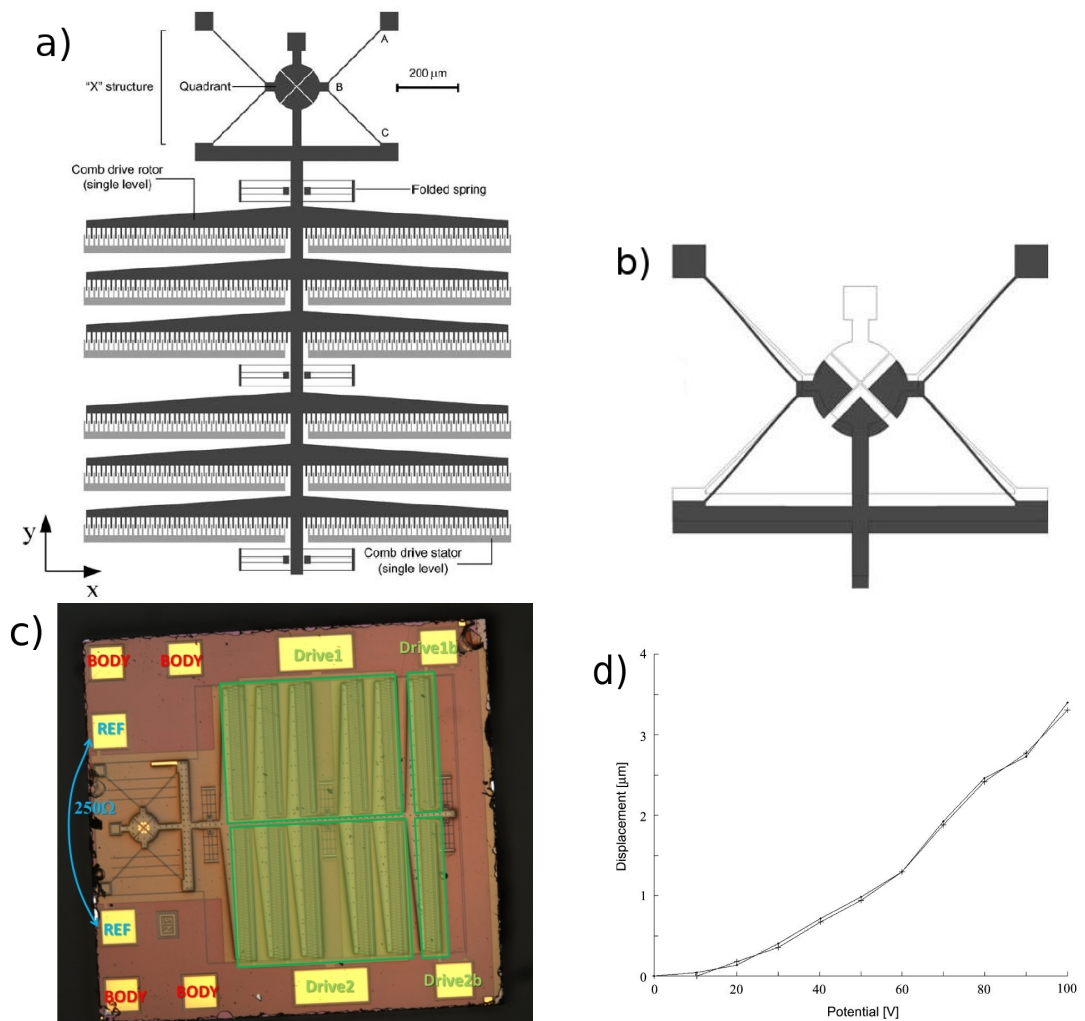 a)
A
200 μm
"X" structure
Quadrant
B
C
Comb drive rotor
(single level)
Folded spring
b)
y
x
Comb drive stator
(single level)
c)
BODY
BODY
Drive1
Drive1b
REF
250Ω
REF
BODY
BODY
Drive2
Drive2b
d)
4
3
2
1
0
Displacement [μm]
0
20
40
60
80
100
Potential [V]